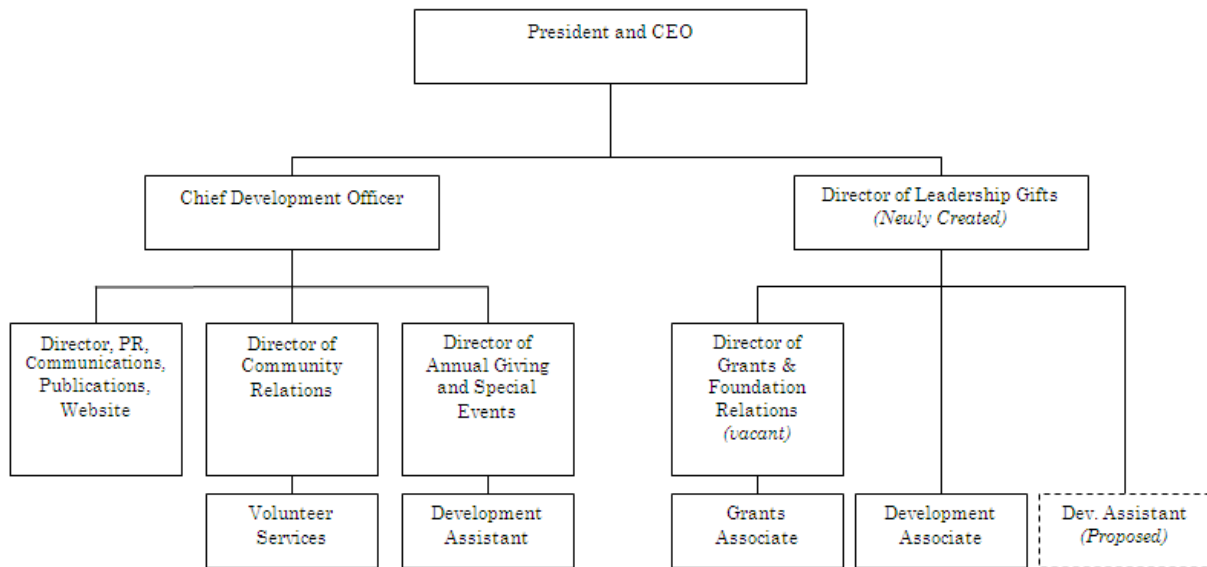 President and CEO
Chief Development Officer
Director of Leadership Gifts
(Newly Created)
Director, PR,
Communications,
Publications,
Website
Director of
Community
Relations
Director of
Annual Giving
and Special
Events
Director of
Grants &
Foundation
Relations
(vacant)
Volunteer
Services
Development
Assistant
Grants
Associate
Development
Associate
Dev. Assistant
(Proposed)